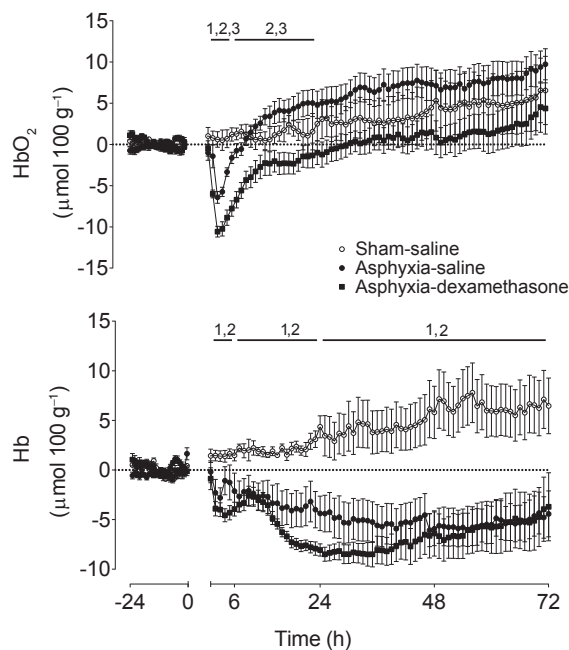 1,2,3 2,3
15
10
5
0
-5
-10
-15
HbO₂
(μmol 100 g⁻¹)
Sham-saline
Asphyxia-saline
Asphyxia-dexamethasone
1,2 1,2 1,2
15
10
5
0
-5
-10
Hb
(μmol 100 g⁻¹)
-24 0 6 24 48 72
Time (h)